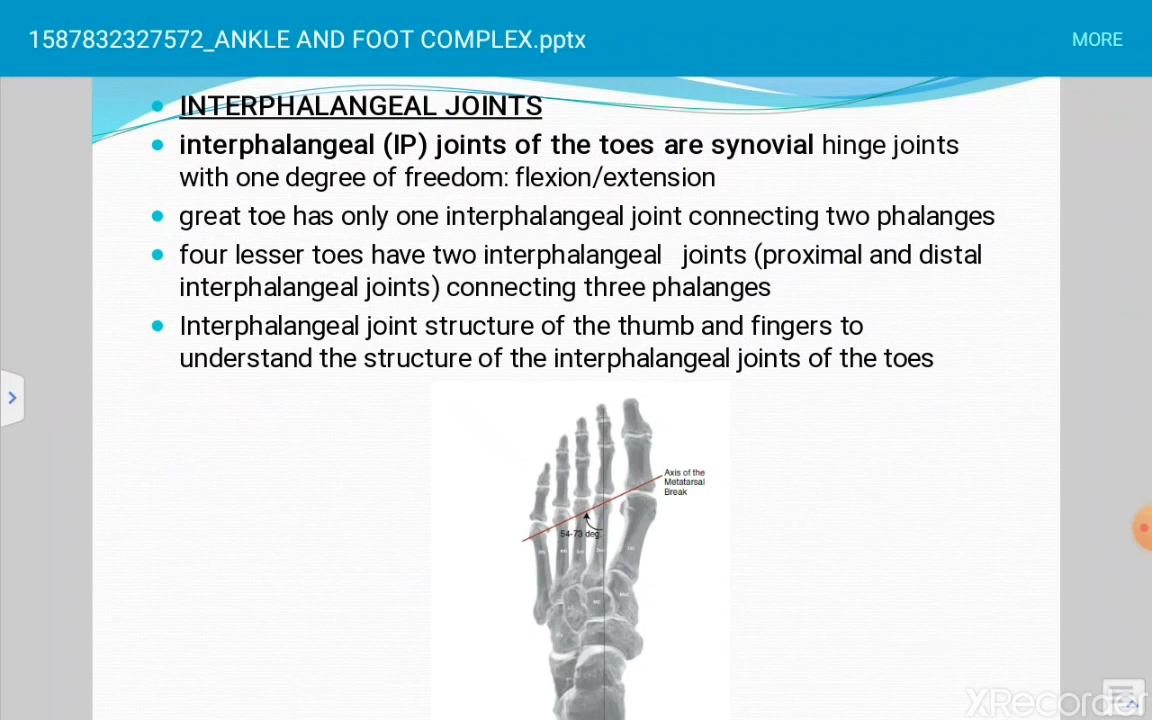 1587832327572_ANKLE AND FOOT COMPLEX.pptx
MORE
INTERPHALANGEAL JOINTS
interphalangeal (IP) joints of the toes are synovial hinge joints
with one degree of freedom: flexion/extension
great toe has only one interphalangeal joint connecting two phalanges
four lesser toes have two interphalangeal joints (proximal and distal
interphalangeal joints) connecting three phalanges
Interphalangeal joint structure of the thumb and fingers to
understand the structure of the interphalangeal joints of the toes
Axis of the
Metatarsal
Break
54-73 deg.
XRecorder